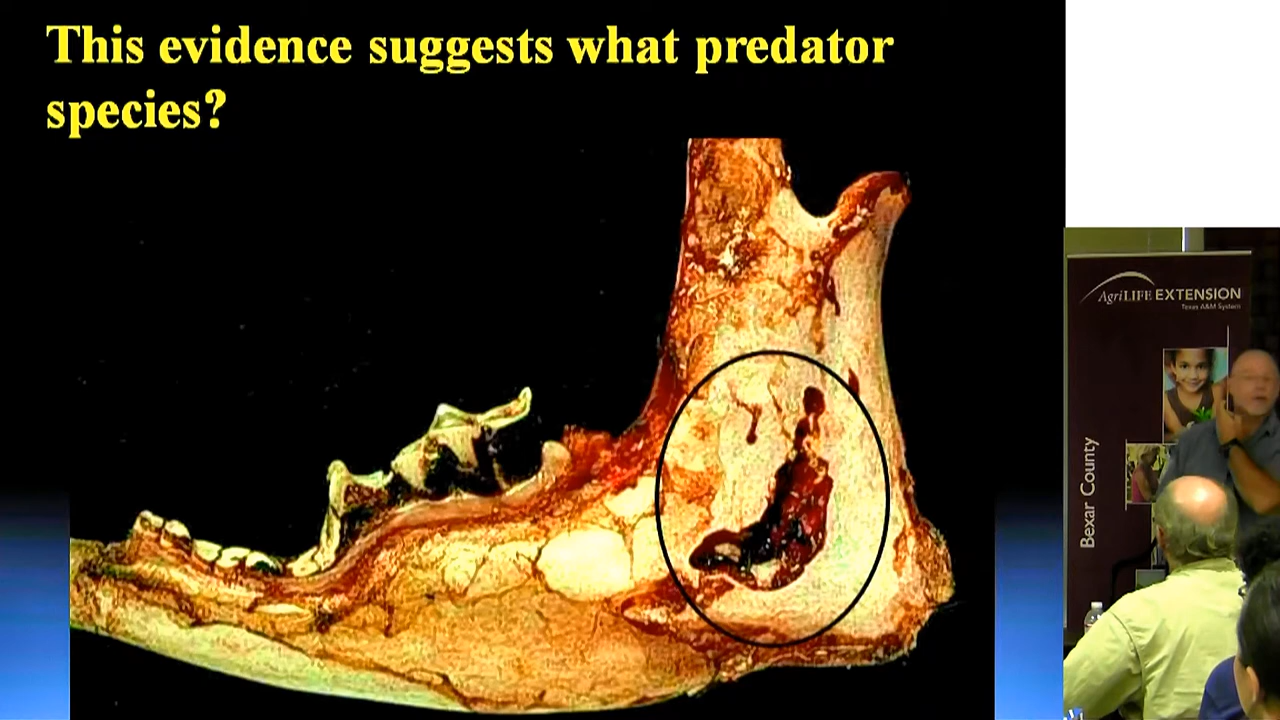 This evidence suggests what predator
species?
AgriLIFE EXTENSION
Texas A&M System
Bexar County